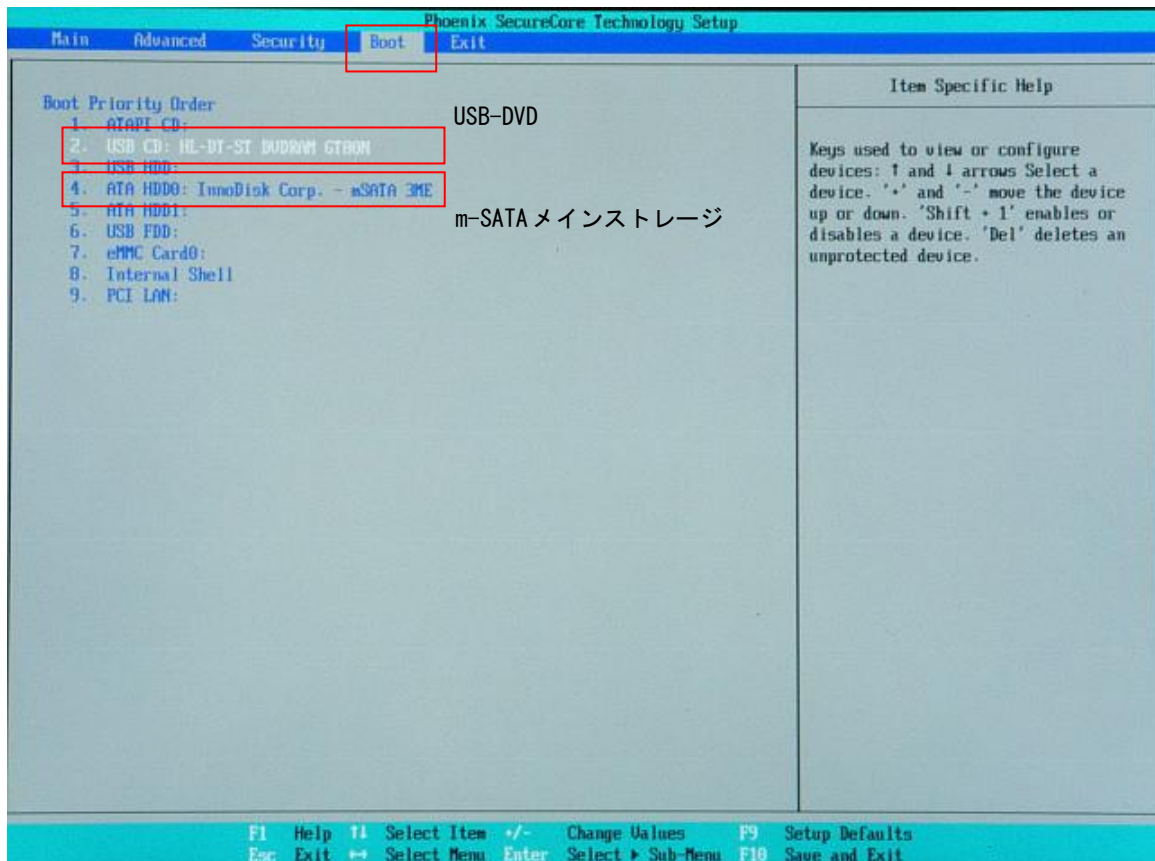 Phoenix SecureCore Technology Setup
Main Advanced Security Boot Exit
Boot Priority Order
1. ATAPI CD:
2. USB CD: HL-DT-ST DVDRAM GT80N
3. USB HDD:
4. ATA HDD0: InnoDisk Corp. - mSATA 3ME
5. ATA HDD1:
6. USB FDD:
7. eMMC Card0:
8. Internal Shell
9. PCI LAN:
USB-DVD
m-SATAメインストレージ
Item Specific Help
Keys used to view or configure
devices: ↑ and ↓ arrows Select a
device. '+' and '-' move the device
up or down. 'Shift + 1' enables or
disables a device. 'Del' deletes an
unprotected device.
F1 Help ↑↓ Select Item +/- Change Values F9 Setup Defaults
Esc Exit ↔ Select Menu Enter Select ▶ Sub-Menu F10 Save and Exit